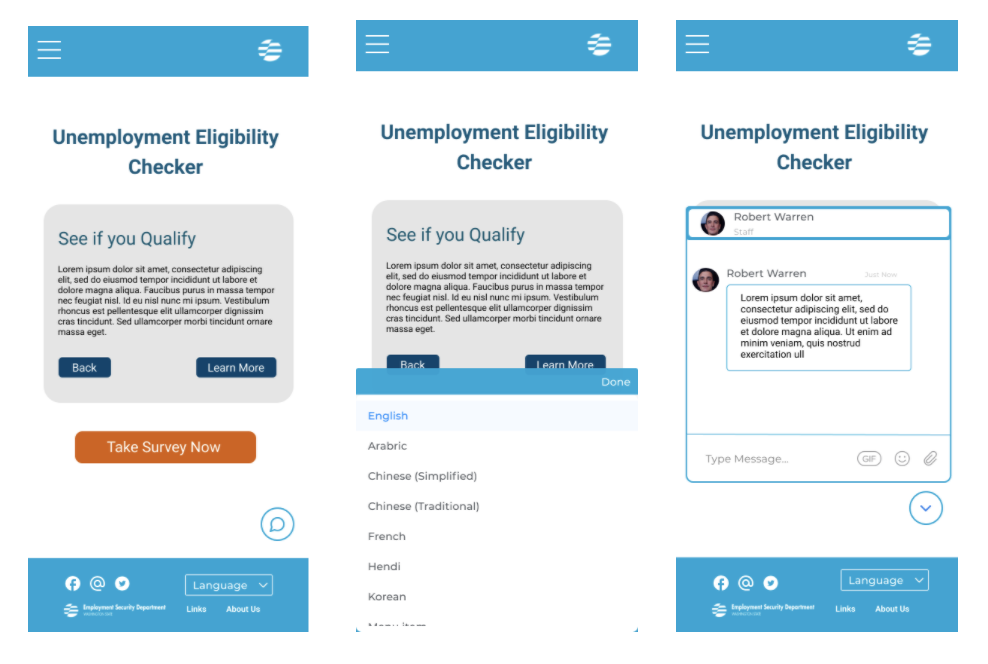 Unemployment Eligibility
Checker
See if you Qualify
Lorem ipsum dolor sit amet, consectetur adipiscing
elit, sed do eiusmod tempor incididunt ut labore et
dolore magna aliqua. Faucibus purus in massa tempor
nec feugiat nisl. Id eu nisl nunc mi ipsum. Vestibulum
rhoncus est pellentesque elit ullamcorper dignissim
cras tincidunt. Sed ullamcorper morbi tincidunt ornare
massa eget.
Back
Learn More
Take Survey Now
Language
Employment Security Department
Links
About Us
Unemployment Eligibility
Checker
See if you Qualify
Lorem ipsum dolor sit amet, consectetur adipiscing
elit, sed do eiusmod tempor incididunt ut labore et
dolore magna aliqua. Faucibus purus in massa tempor
nec feugiat nisl. Id eu nisl nunc mi ipsum. Vestibulum
rhoncus est pellentesque elit ullamcorper dignissim
cras tincidunt. Sed ullamcorper morbi tincidunt ornare
massa eget.
Back
Learn More
Done
English
Arabric
Chinese (Simplified)
Chinese (Traditional)
French
Hendi
Korean
Menu item
Unemployment Eligibility
Checker
Robert Warren
Staff
Robert Warren
Just Now
Lorem ipsum dolor sit amet,
consectetur adipiscing elit, sed do
eiusmod tempor incididunt ut labore
et dolore magna aliqua. Ut enim ad
minim veniam, quis nostrud
exercitation ull
Type Message...
GIF
Language
Employment Security Department
Links
About Us